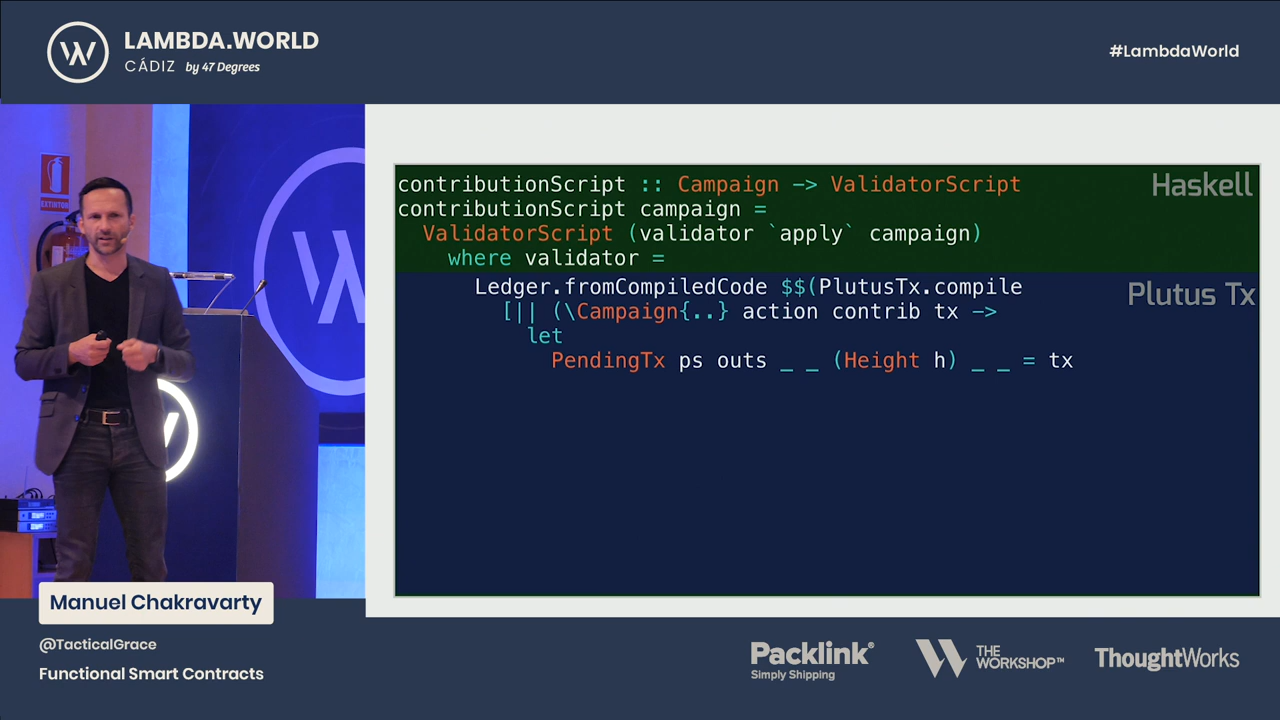 LAMBDA.WORLD
CÁDIZ by 47 Degrees
#LambdaWorld
EXTINTOR
contributionScript :: Campaign -> ValidatorScript
Haskell
contributionScript campaign =
ValidatorScript (validator `apply` campaign)
where validator =
Ledger.fromCompiledCode $$(PlutusTx.compile
Plutus Tx
[|| (\Campaign{..} action contrib tx ->
let
PendingTx ps outs _ _ (Height h) _ _ = tx
Manuel Chakravarty
@TacticalGrace
Functional Smart Contracts
Packlink®
Simply Shipping
THE
WORKSHOP™
ThoughtWorks